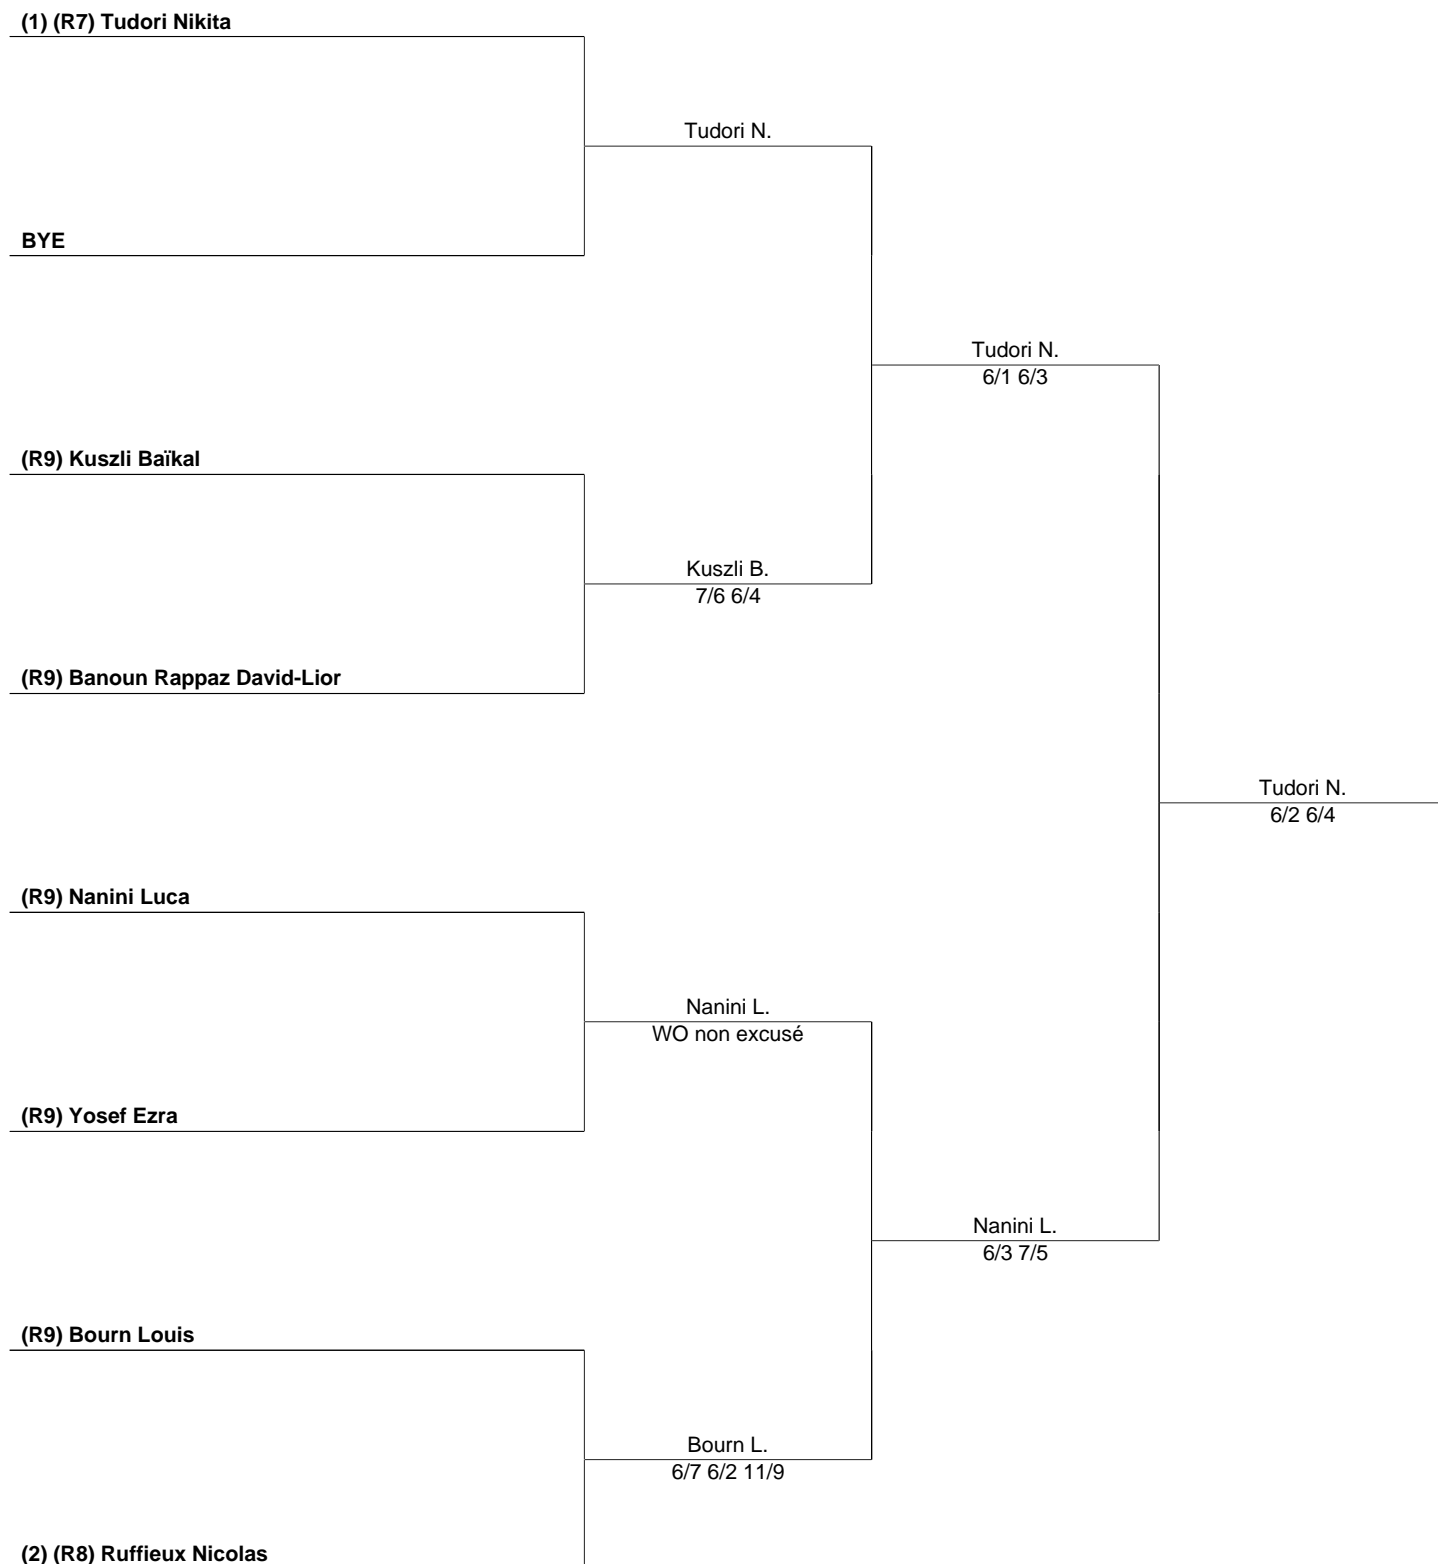 (1) (R7) Tudori Nikita
Tudori N.
BYE
Tudori N.
6/1 6/3
(R9) Kuszli Baïkal
Kuszli B.
7/6 6/4
(R9) Banoun Rappaz David-Lior
Tudori N.
6/2 6/4
(R9) Nanini Luca
Nanini L.
WO non excusé
(R9) Yosef Ezra
Nanini L.
6/3 7/5
(R9) Bourn Louis
Bourn L.
6/7 6/2 11/9
(2) (R8) Ruffieux Nicolas